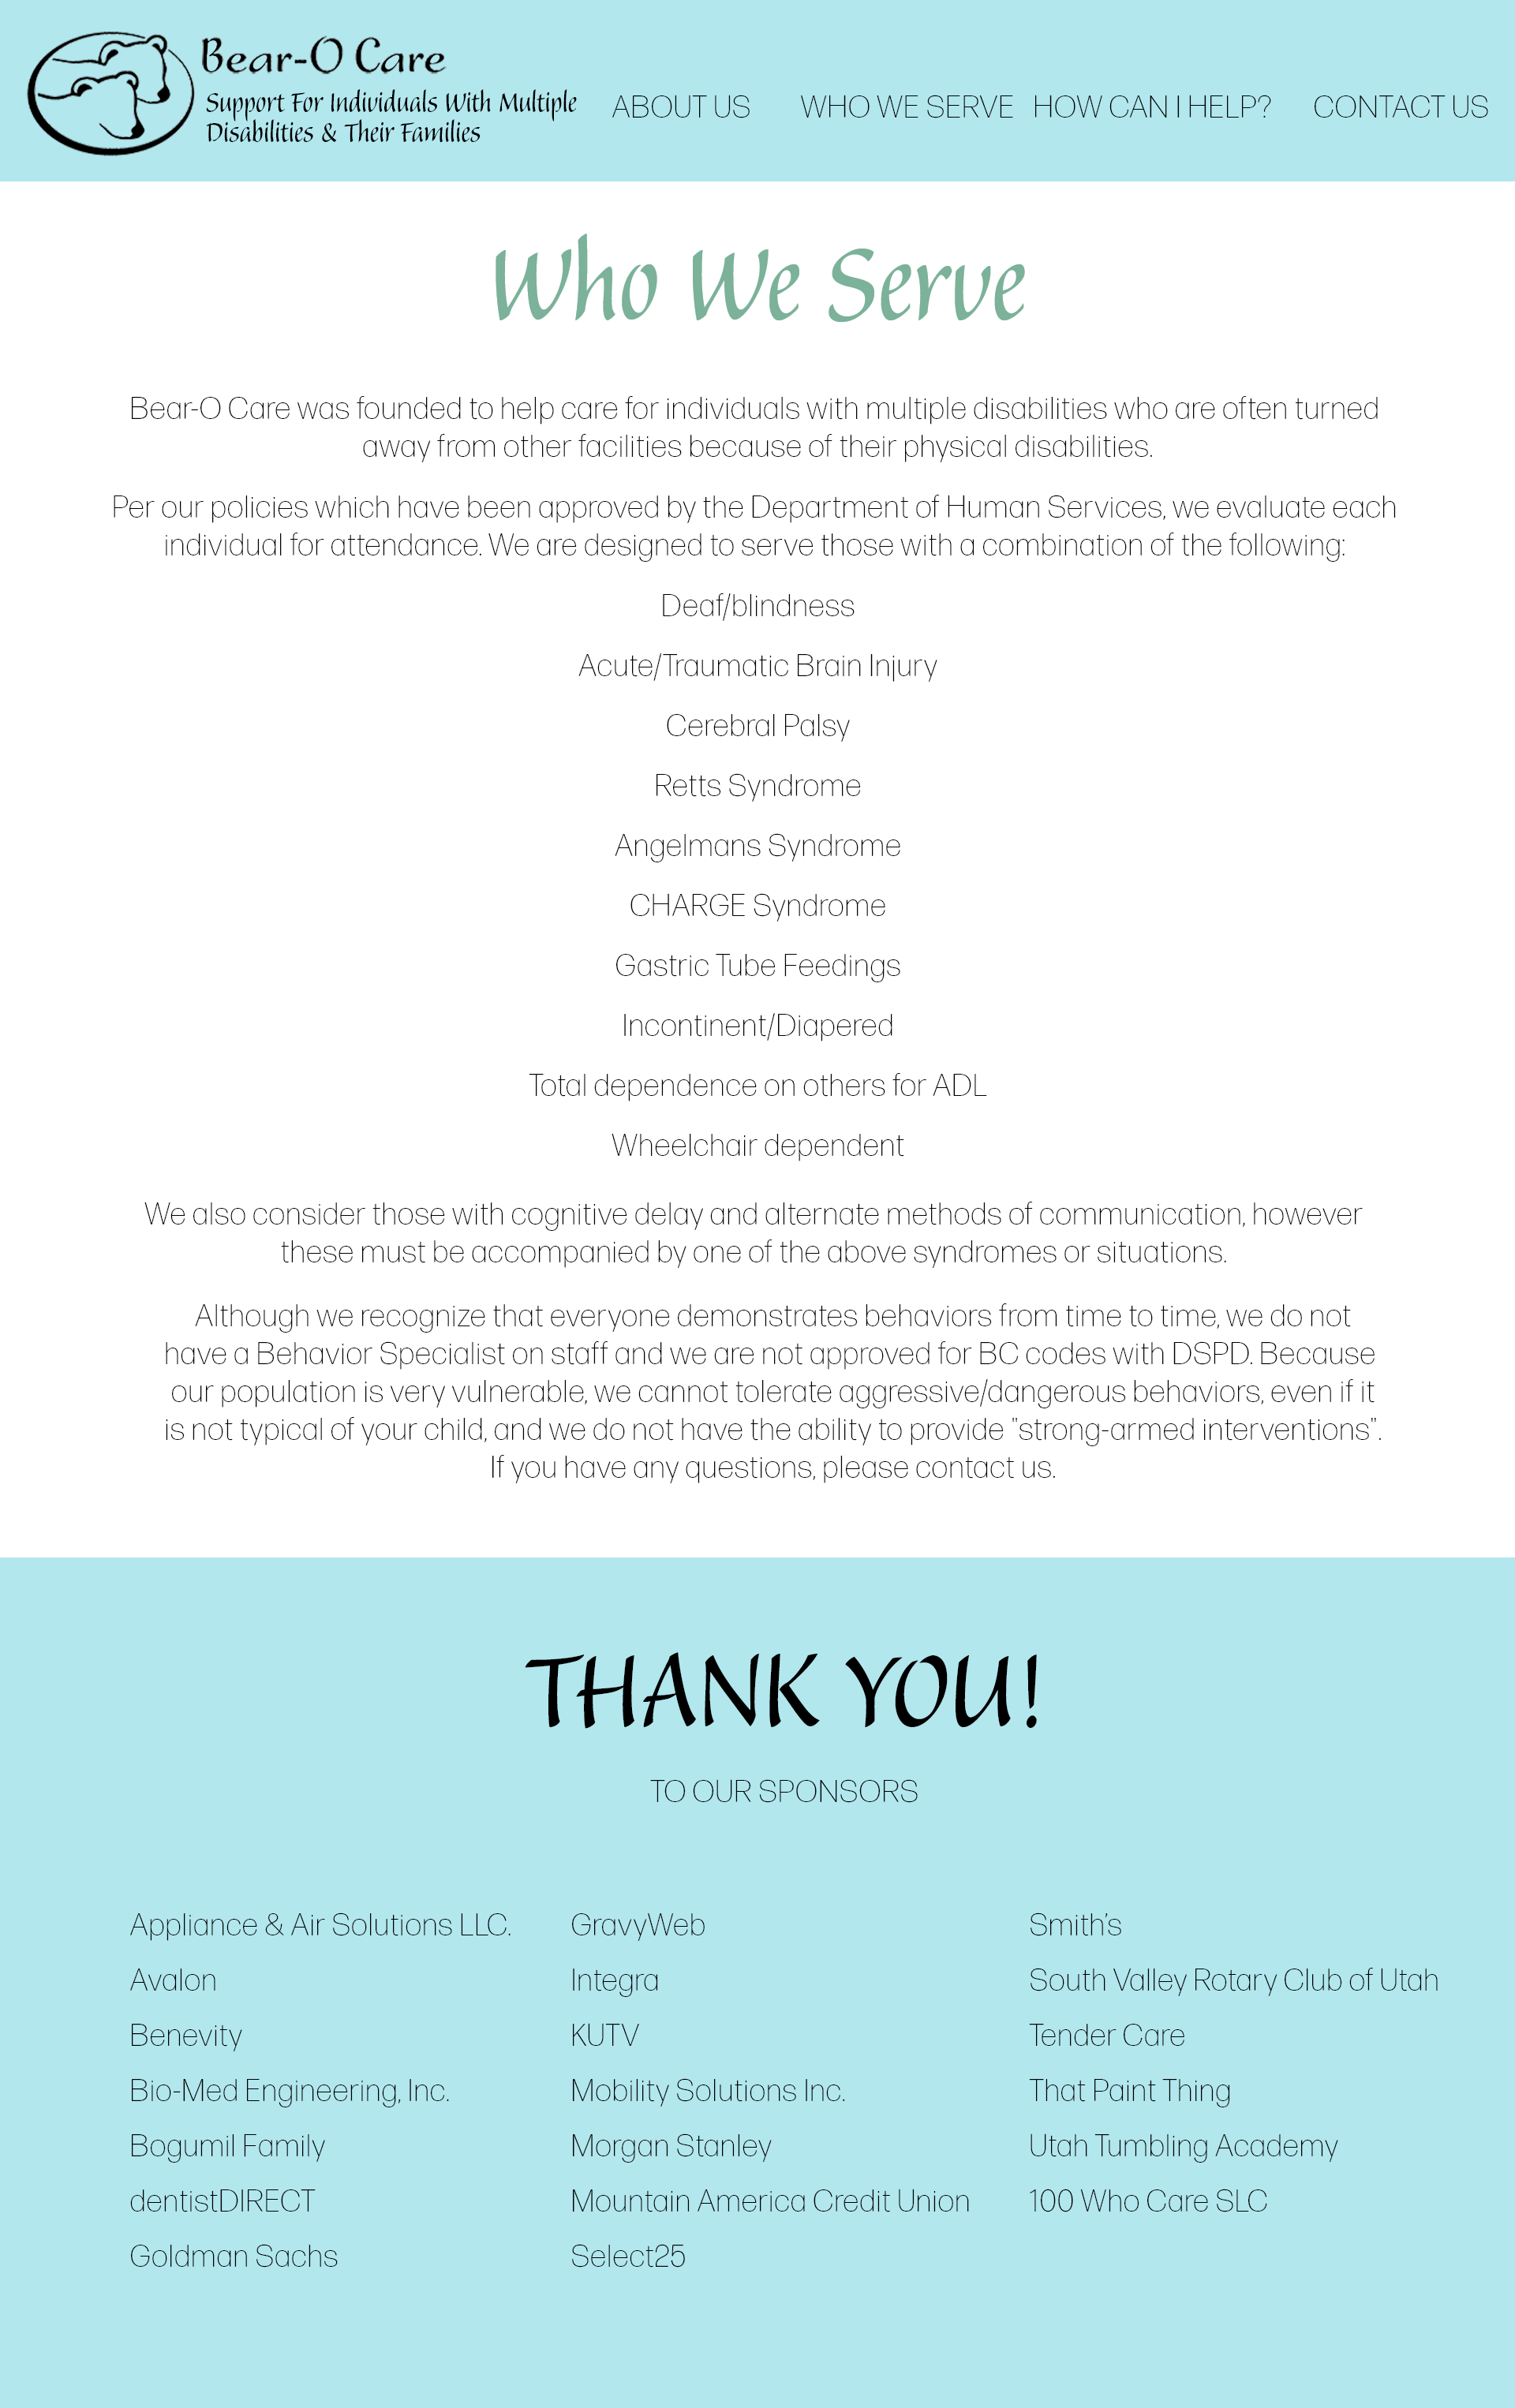 Bear-O Care
Support For Individuals With Multiple
Disabilities & Their Families
ABOUT US
WHO WE SERVE
HOW CAN I HELP?
CONTACT US
Who We Serve
Bear-O Care was founded to help care for individuals with multiple disabilities who are often turned
away from other facilities because of their physical disabilities.
Per our policies which have been approved by the Department of Human Services, we evaluate each
individual for attendance. We are designed to serve those with a combination of the following:
Deaf/blindness
Acute/Traumatic Brain Injury
Cerebral Palsy
Retts Syndrome
Angelmans Syndrome
CHARGE Syndrome
Gastric Tube Feedings
Incontinent/Diapered
Total dependence on others for ADL
Wheelchair dependent
We also consider those with cognitive delay and alternate methods of communication, however
these must be accompanied by one of the above syndromes or situations.
Although we recognize that everyone demonstrates behaviors from time to time, we do not
have a Behavior Specialist on staff and we are not approved for BC codes with DSPD. Because
our population is very vulnerable, we cannot tolerate aggressive/dangerous behaviors, even if it
is not typical of your child, and we do not have the ability to provide "strong-armed interventions".
If you have any questions, please contact us.
THANK YOU!
TO OUR SPONSORS
Appliance & Air Solutions LLC.
Avalon
Benevity
Bio-Med Engineering, Inc.
Bogumil Family
dentistDIRECT
Goldman Sachs
GravyWeb
Integra
KUTV
Mobility Solutions Inc.
Morgan Stanley
Mountain America Credit Union
Select25
Smith's
South Valley Rotary Club of Utah
Tender Care
That Paint Thing
Utah Tumbling Academy
100 Who Care SLC